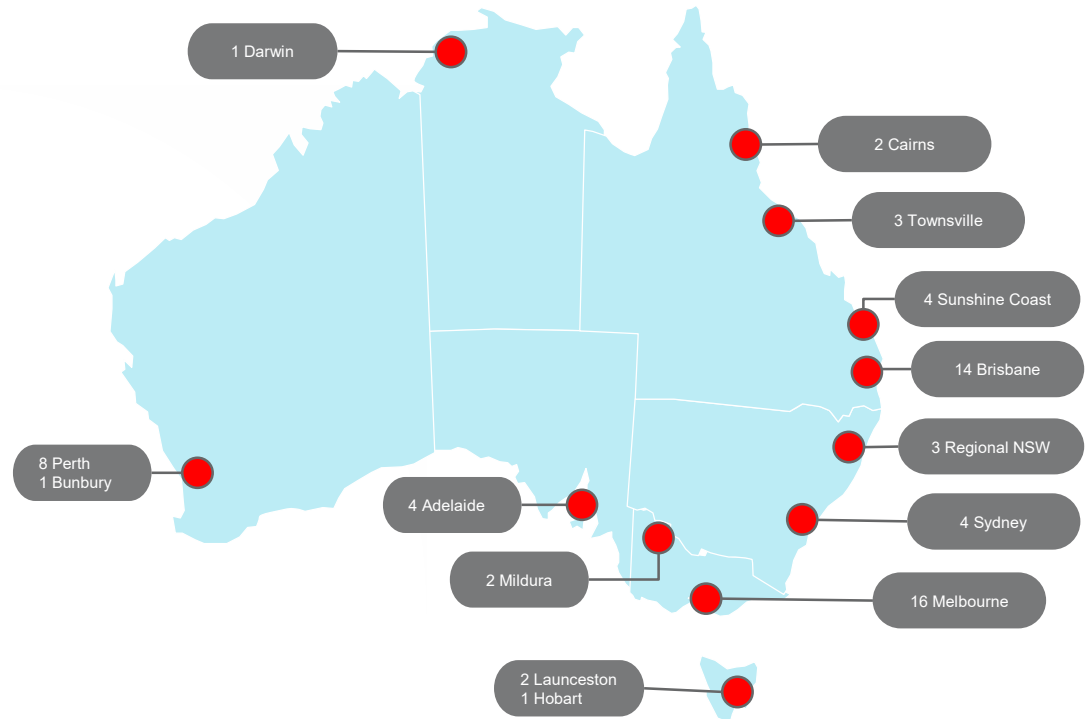 1 Darwin
2 Cairns
3 Townsville
4 Sunshine Coast
14 Brisbane
3 Regional NSW
8 Perth
1 Bunbury
4 Adelaide
4 Sydney
2 Mildura
16 Melbourne
2 Launceston
1 Hobart